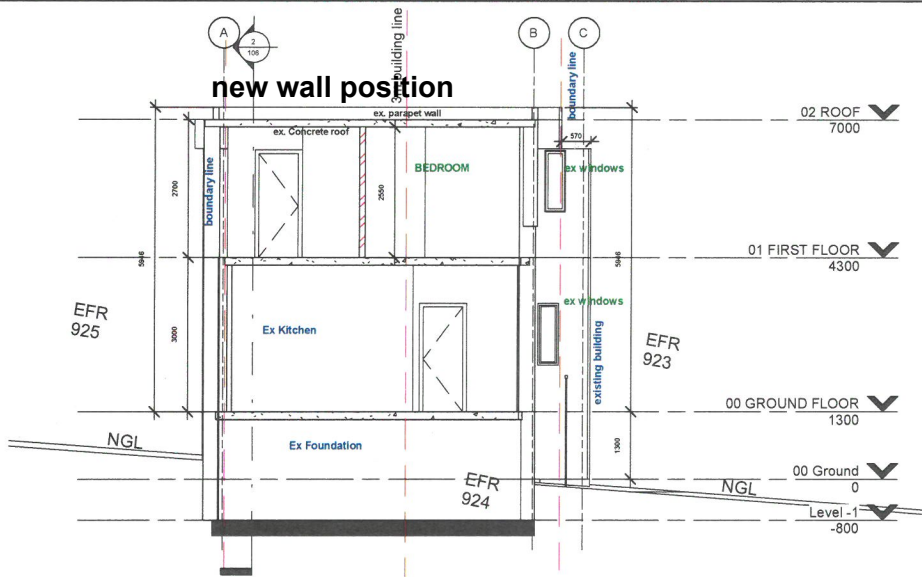 A
2
106
B
C
3m building line
boundary line
new wall position
ex. parapet wall
02 ROOF
7000
ex. Concrete roof
570
BEDROOM
ex windows
boundary line
2700
2550
5946
5946
01 FIRST FLOOR
4300
EFR
925
Ex Kitchen
3000
ex windows
existing building
EFR
923
00 GROUND FLOOR
1300
NGL
Ex Foundation
1300
EFR
924
00 Ground
0
NGL
Level -1
-800